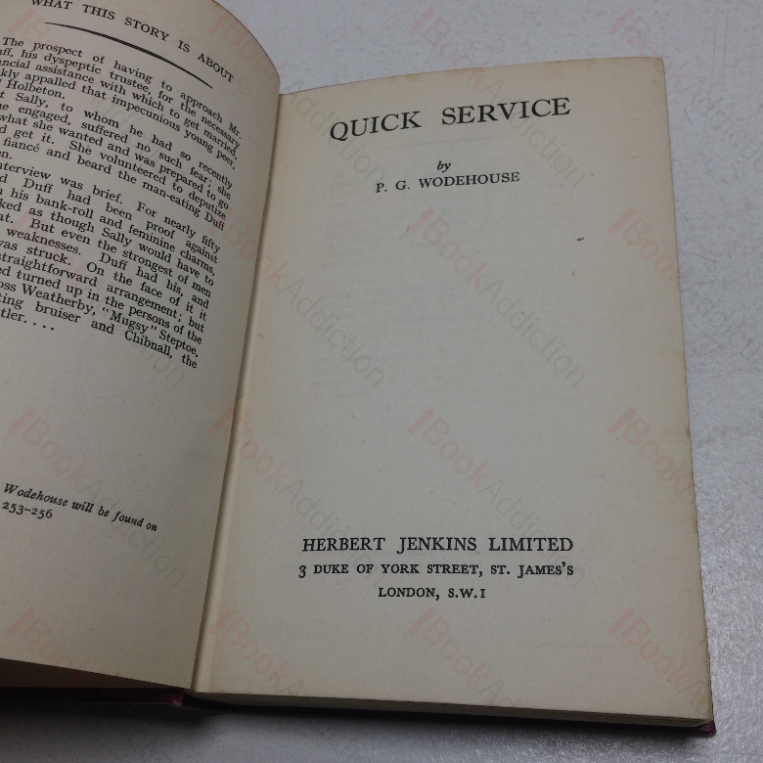 WHAT THIS STORY IS ABOUT
The prospect of having to approach Mr.
uff, his dyspeptic trustee, for the necessary
ncial assistance with which to get married,
kly appalled that impecunious young peer,
Holbeton.
t Sally, to whom he had so recently
ne engaged, suffered no such fear; she
what she wanted and was prepared to go
d get it. She volunteered to deputize
fiancé and beard the man-eating Duff
n.
nterview was brief. For nearly fifty
d Duff had been proof against
n his bank-roll and feminine charms,
ked as though Sally would have to
nt. But even the strongest of men
weaknesses. Duff had his, and
was struck. On the face of it it
straightforward arrangement; but
ed turned up in the persons of the
oss Weatherby, "Mugsy" Steptoe,
ting bruiser and Chibnall, the
tler. . . .
Wodehouse will be found on
253-256
QUICK SERVICE
by
P. G. WODEHOUSE
HERBERT JENKINS LIMITED
3 DUKE OF YORK STREET, ST. JAMES'S
LONDON, S.W.1
iBookAddiction